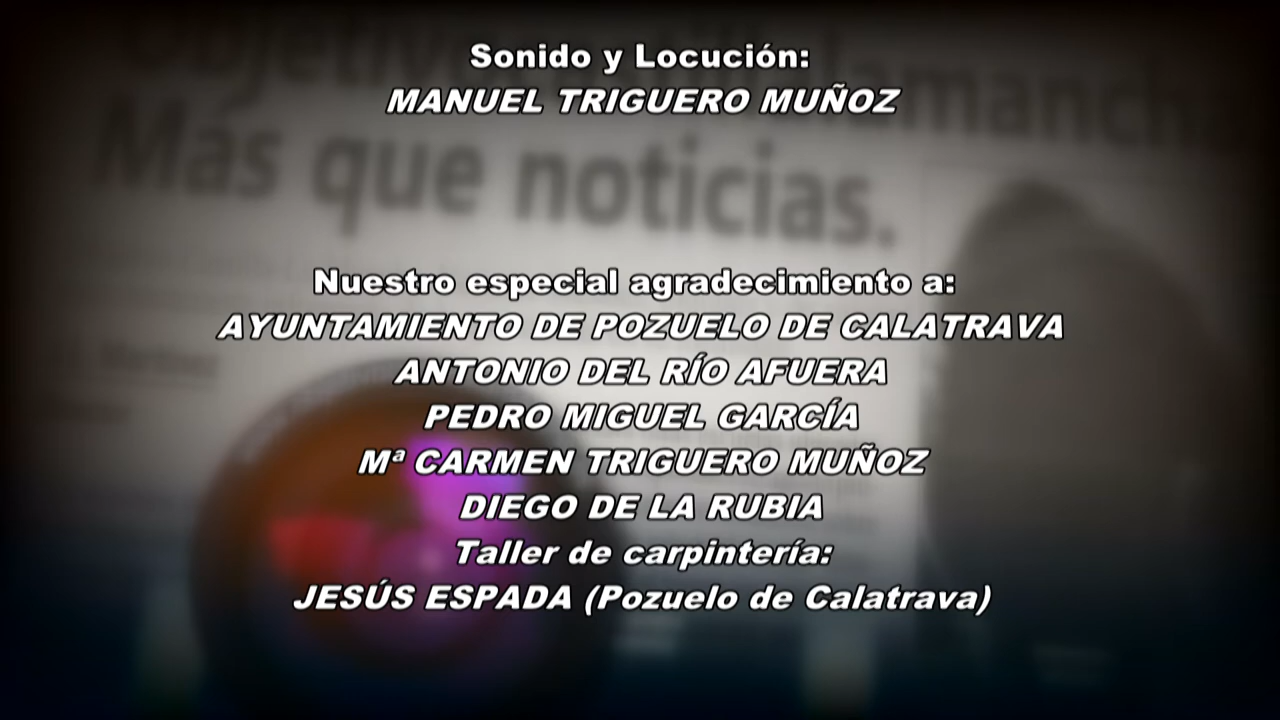 Sonido y Locución:
MANUEL TRIGUERO MUÑOZ
Más que noticias.
Nuestro especial agradecimiento a:
AYUNTAMIENTO DE POZUELO DE CALATRAVA
ANTONIO DEL RÍO AFUERA
PEDRO MIGUEL GARCÍA
Mª CARMEN TRIGUERO MUÑOZ
DIEGO DE LA RUBIA
Taller de carpintería:
JESÚS ESPADA (Pozuelo de Calatrava)